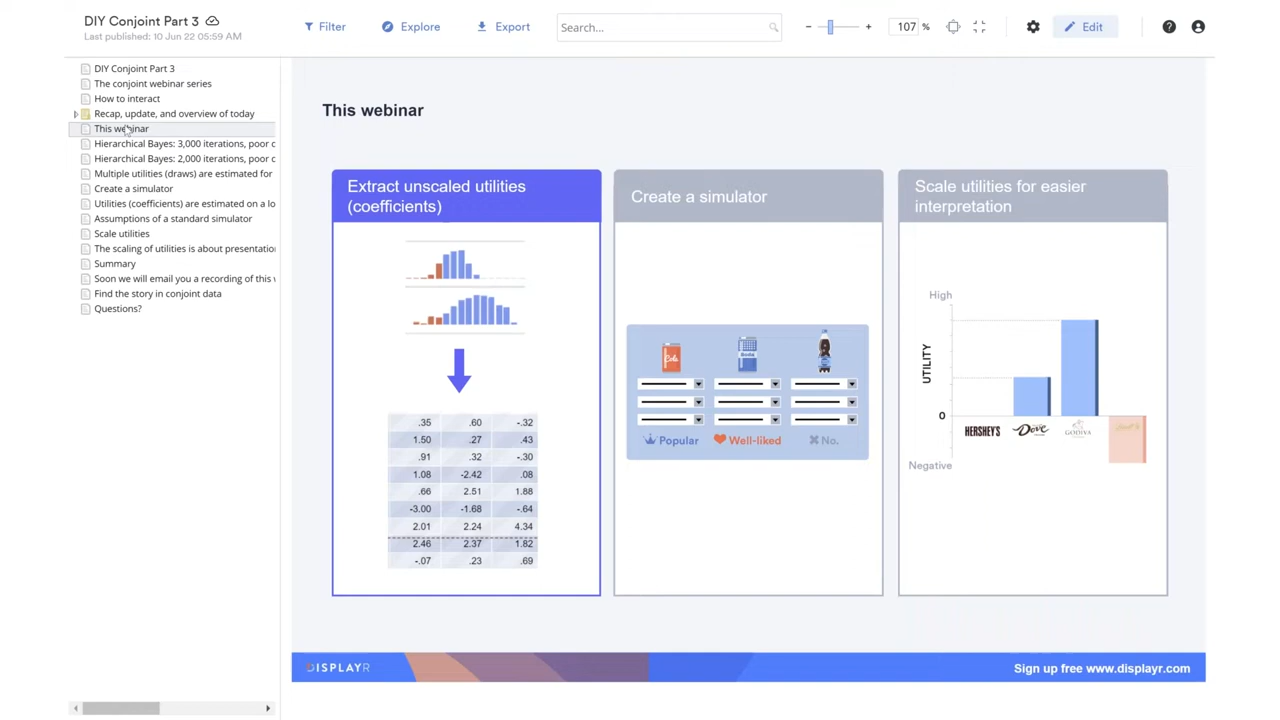 DIY Conjoint Part 3
Last published: 10 Jun 22 05:59 AM
Filter
Explore
Export
Search...
107 %
Edit
DIY Conjoint Part 3
The conjoint webinar series
How to interact
Recap, update, and overview of today
This webinar
Hierarchical Bayes: 3,000 iterations, poor c
Hierarchical Bayes: 2,000 iterations, poor c
Multiple utilities (draws) are estimated for
Create a simulator
Utilities (coefficients) are estimated on a lo
Assumptions of a standard simulator
Scale utilities
The scaling of utilities is about presentation
Summary
Soon we will email you a recording of this w
Find the story in conjoint data
Questions?
This webinar
Extract unscaled utilities
(coefficients)
.35 .60 -.32
1.50 .27 .43
.91 .32 -.30
1.08 -2.42 .08
.66 2.51 1.88
-3.00 -1.68 -.64
2.01 2.24 4.34
2.46 2.37 1.82
-.07 .23 .69
Create a simulator
Popular
Well-liked
No.
Scale utilities for easier
interpretation
High
UTILITY
0
Negative
HERSHEY'S
Dove
GODIVA
DISPLAYR
Sign up free www.displayr.com